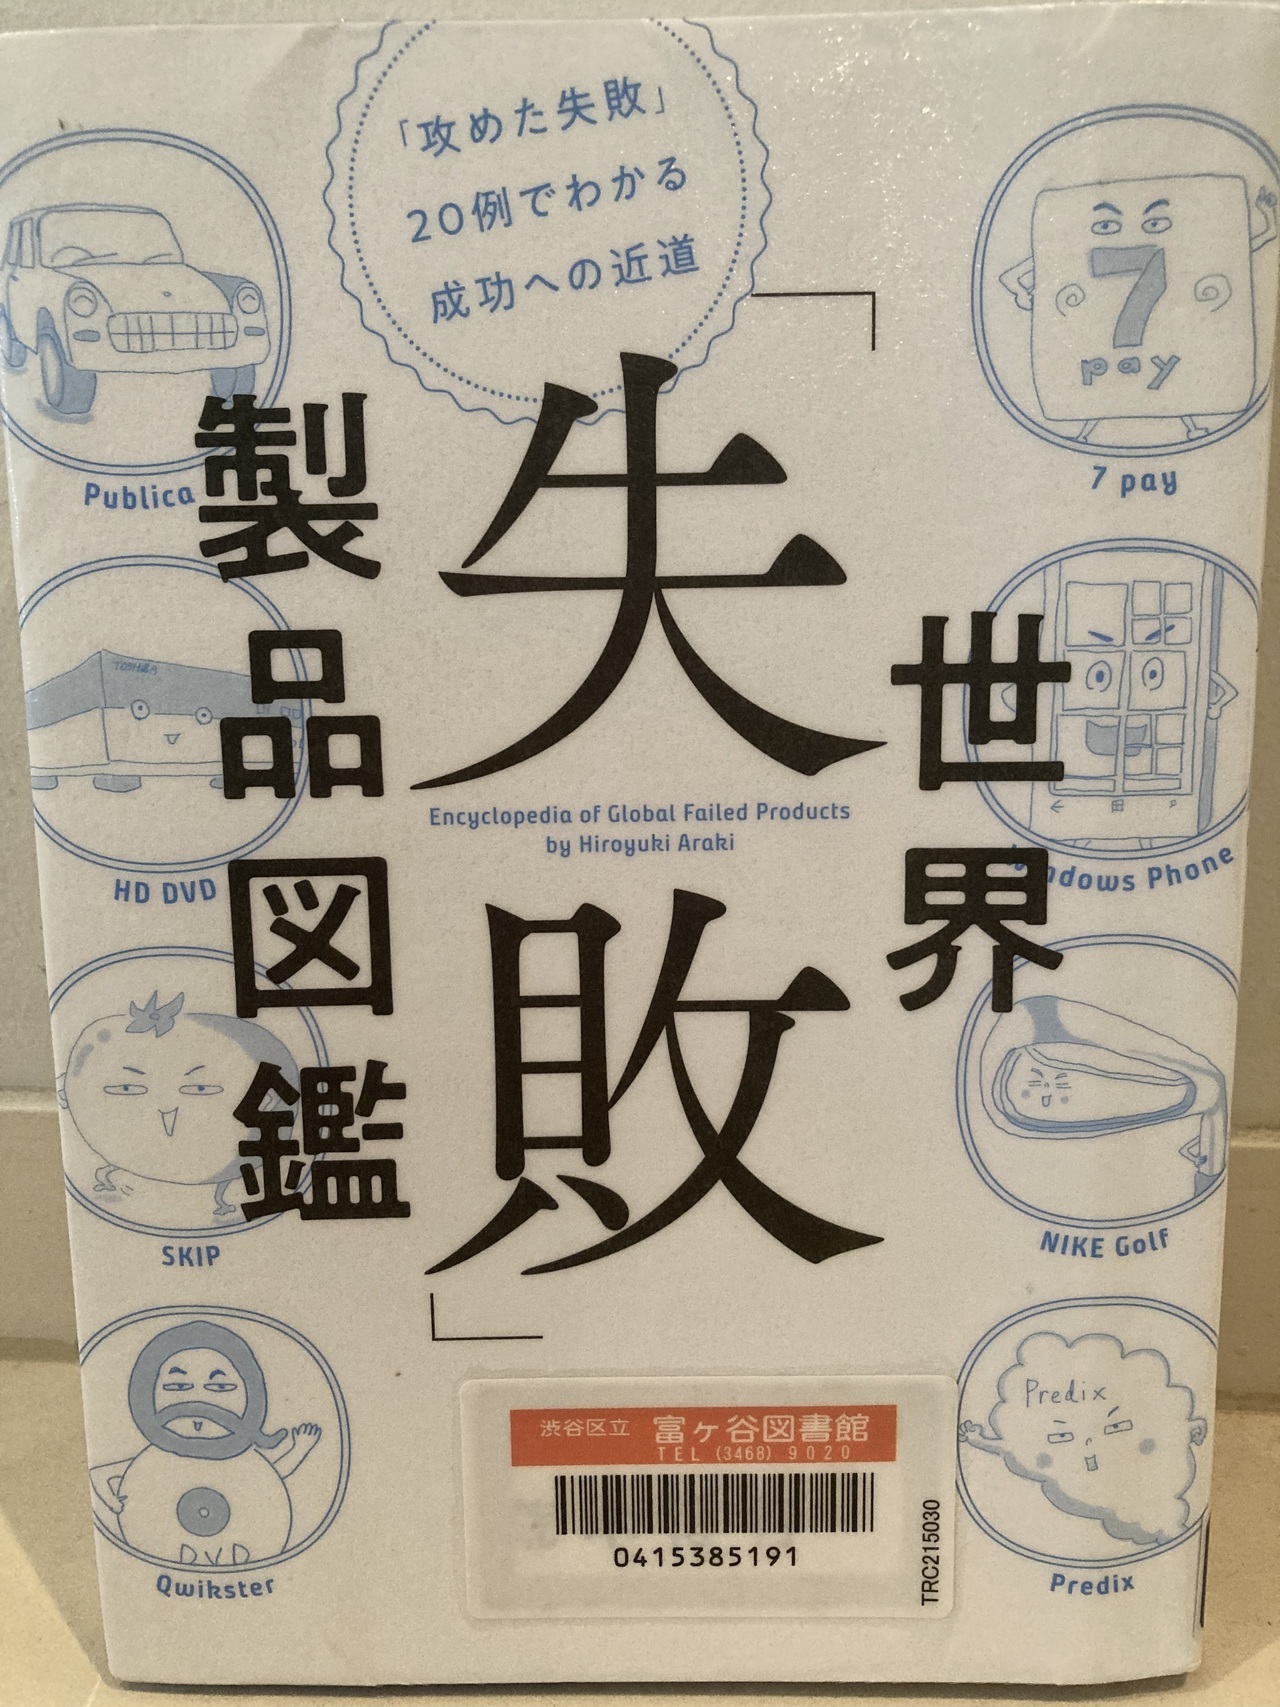 「攻めた失敗」
20例でわかる
成功への近道
世界
「失敗」
製品図鑑
Encyclopedia of Global Failed Products
by Hiroyuki Araki
Publica
TOSHIBA
HD DVD
SKIP
DVD
Qwikster
7
pay
7 pay
Windows Phone
NIKE Golf
Predix
Predix
渋谷区立 富ヶ谷図書館
TEL (3468) 9020
0415385191
TRC215030